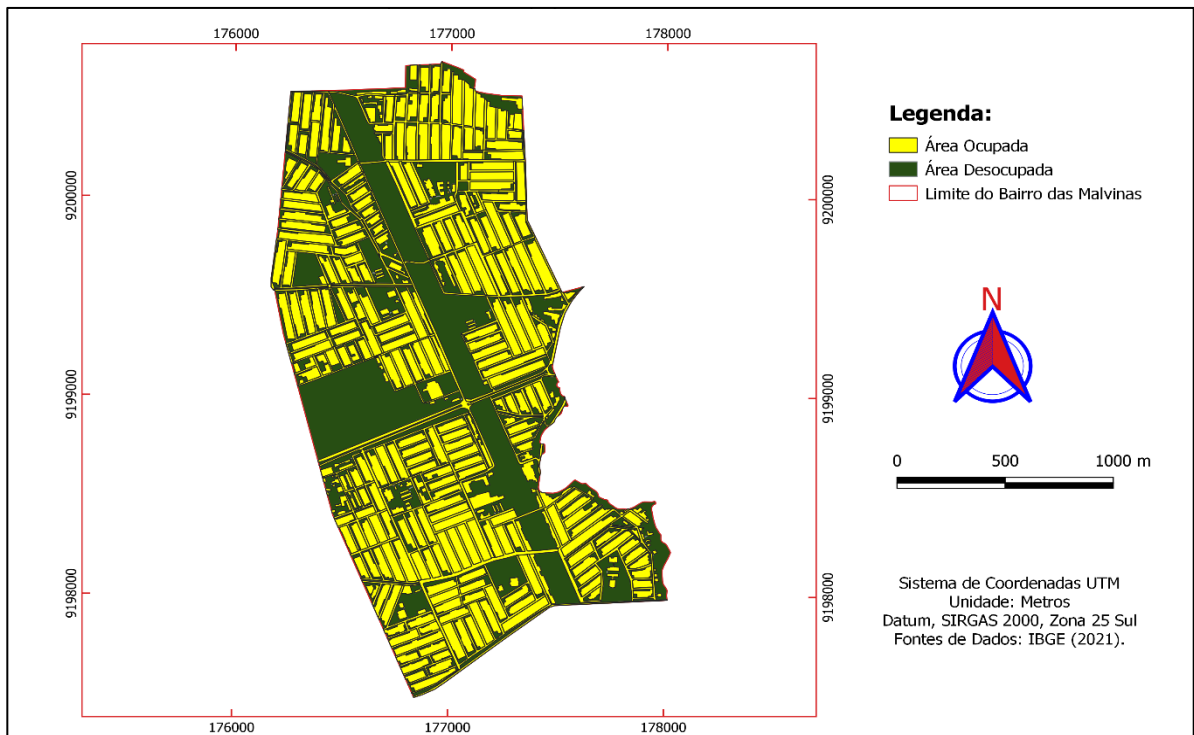 176000 177000 178000
Legenda:
Área Ocupada
Área Desocupada
Limite do Bairro das Malvinas
9200000 9200000
N
9199000 9199000
0 500 1000 m
9198000 9198000
Sistema de Coordenadas UTM
Unidade: Metros
Datum, SIRGAS 2000, Zona 25 Sul
Fontes de Dados: IBGE (2021).
176000 177000 178000